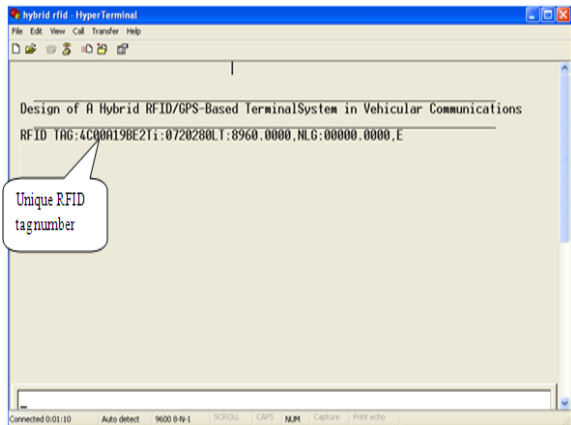 hybrid rfid - HyperTerminal
File Edit View Call Transfer Help
Design of A Hybrid RFID/GPS-Based TerminalSystem in Vehicular Communications
RFID TAG:4C00A19BE2Ti:0720280LT:8960.0000,NLG:00000.0000,E
Unique RFID
tag number
Connected 0:01:10 Auto detect 9600 8-N-1 SCROLL CAPS NUM Capture Print echo